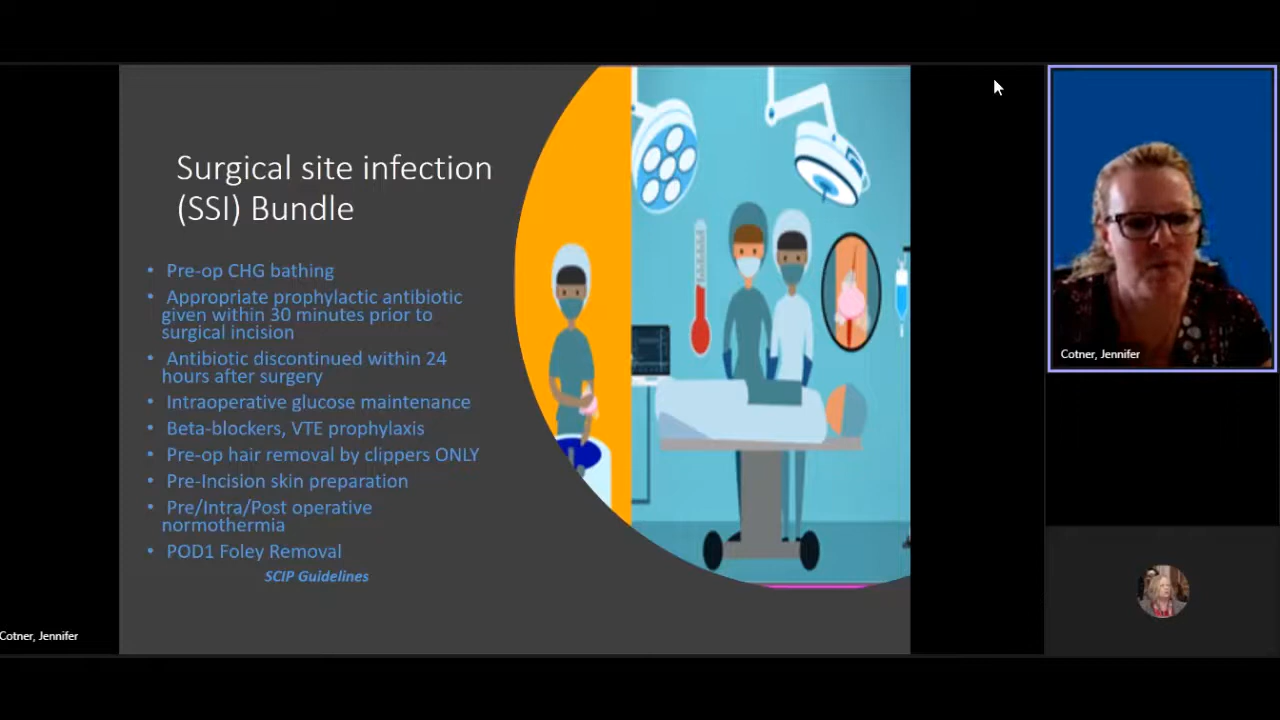 Surgical site infection
(SSI) Bundle
• Pre-op CHG bathing
• Appropriate prophylactic antibiotic
given within 30 minutes prior to
surgical incision
• Antibiotic discontinued within 24
hours after surgery
• Intraoperative glucose maintenance
• Beta-blockers, VTE prophylaxis
• Pre-op hair removal by clippers ONLY
• Pre-Incision skin preparation
• Pre/Intra/Post operative
normothermia
• POD1 Foley Removal
SCIP Guidelines
Cotner, Jennifer
Cotner, Jennifer